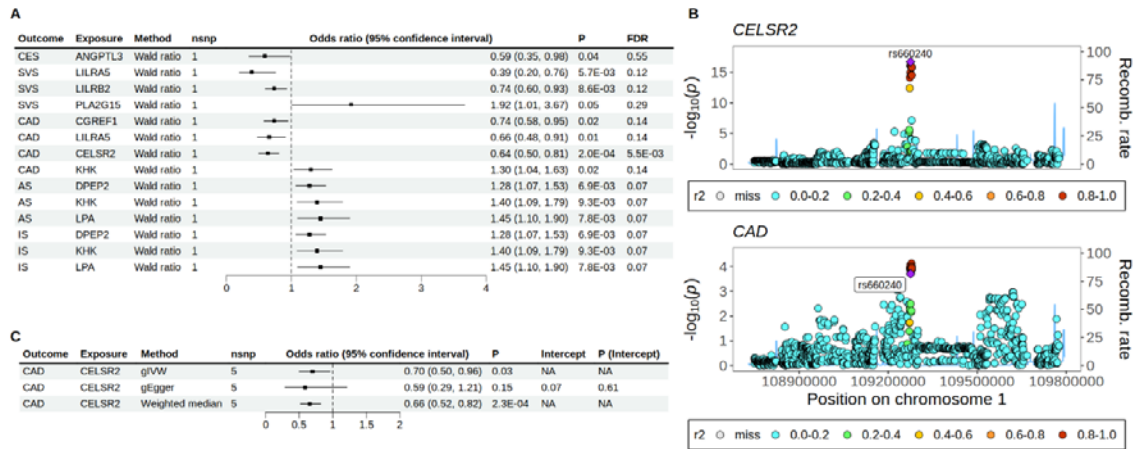 A
Outcome Exposure Method nsnp Odds ratio (95% confidence interval) P FDR
CES ANGPTL3 Wald ratio 1 0.59 (0.35, 0.98) 0.04 0.55
SVS LILRA5 Wald ratio 1 0.39 (0.20, 0.76) 5.7E-03 0.12
SVS LILRB2 Wald ratio 1 0.74 (0.60, 0.93) 8.6E-03 0.12
SVS PLA2G15 Wald ratio 1 1.92 (1.01, 3.67) 0.05 0.29
CAD CGREF1 Wald ratio 1 0.74 (0.58, 0.95) 0.02 0.14
CAD LILRA5 Wald ratio 1 0.66 (0.48, 0.91) 0.01 0.14
CAD CELSR2 Wald ratio 1 0.64 (0.50, 0.81) 2.0E-04 5.5E-03
CAD KHK Wald ratio 1 1.30 (1.04, 1.63) 0.02 0.14
AS DPEP2 Wald ratio 1 1.28 (1.07, 1.53) 6.9E-03 0.07
AS KHK Wald ratio 1 1.40 (1.09, 1.79) 9.3E-03 0.07
AS LPA Wald ratio 1 1.45 (1.10, 1.90) 7.8E-03 0.07
IS DPEP2 Wald ratio 1 1.28 (1.07, 1.53) 6.9E-03 0.07
IS KHK Wald ratio 1 1.40 (1.09, 1.79) 9.3E-03 0.07
IS LPA Wald ratio 1 1.45 (1.10, 1.90) 7.8E-03 0.07
0 1 2 3 4
C
Outcome Exposure Method nsnp Odds ratio (95% confidence interval) P Intercept P (Intercept)
CAD CELSR2 gIVW 5 0.70 (0.50, 0.96) 0.03 NA NA
CAD CELSR2 gEgger 5 0.59 (0.29, 1.21) 0.15 0.07 0.61
CAD CELSR2 Weighted median 5 0.66 (0.52, 0.82) 2.3E-04 NA NA
0 0.5 1 1.5 2
B
CELSR2
rs660240
-log10(p)
15
10
5
0
100
75
50
25
0
Recomb. rate
r2 miss 0.0-0.2 0.2-0.4 0.4-0.6 0.6-0.8 0.8-1.0
CAD
rs660240
-log10(p)
4
3
2
1
0
100
75
50
25
0
Recomb. rate
108900000 109200000 109500000 109800000
Position on chromosome 1
r2 miss 0.0-0.2 0.2-0.4 0.4-0.6 0.6-0.8 0.8-1.0